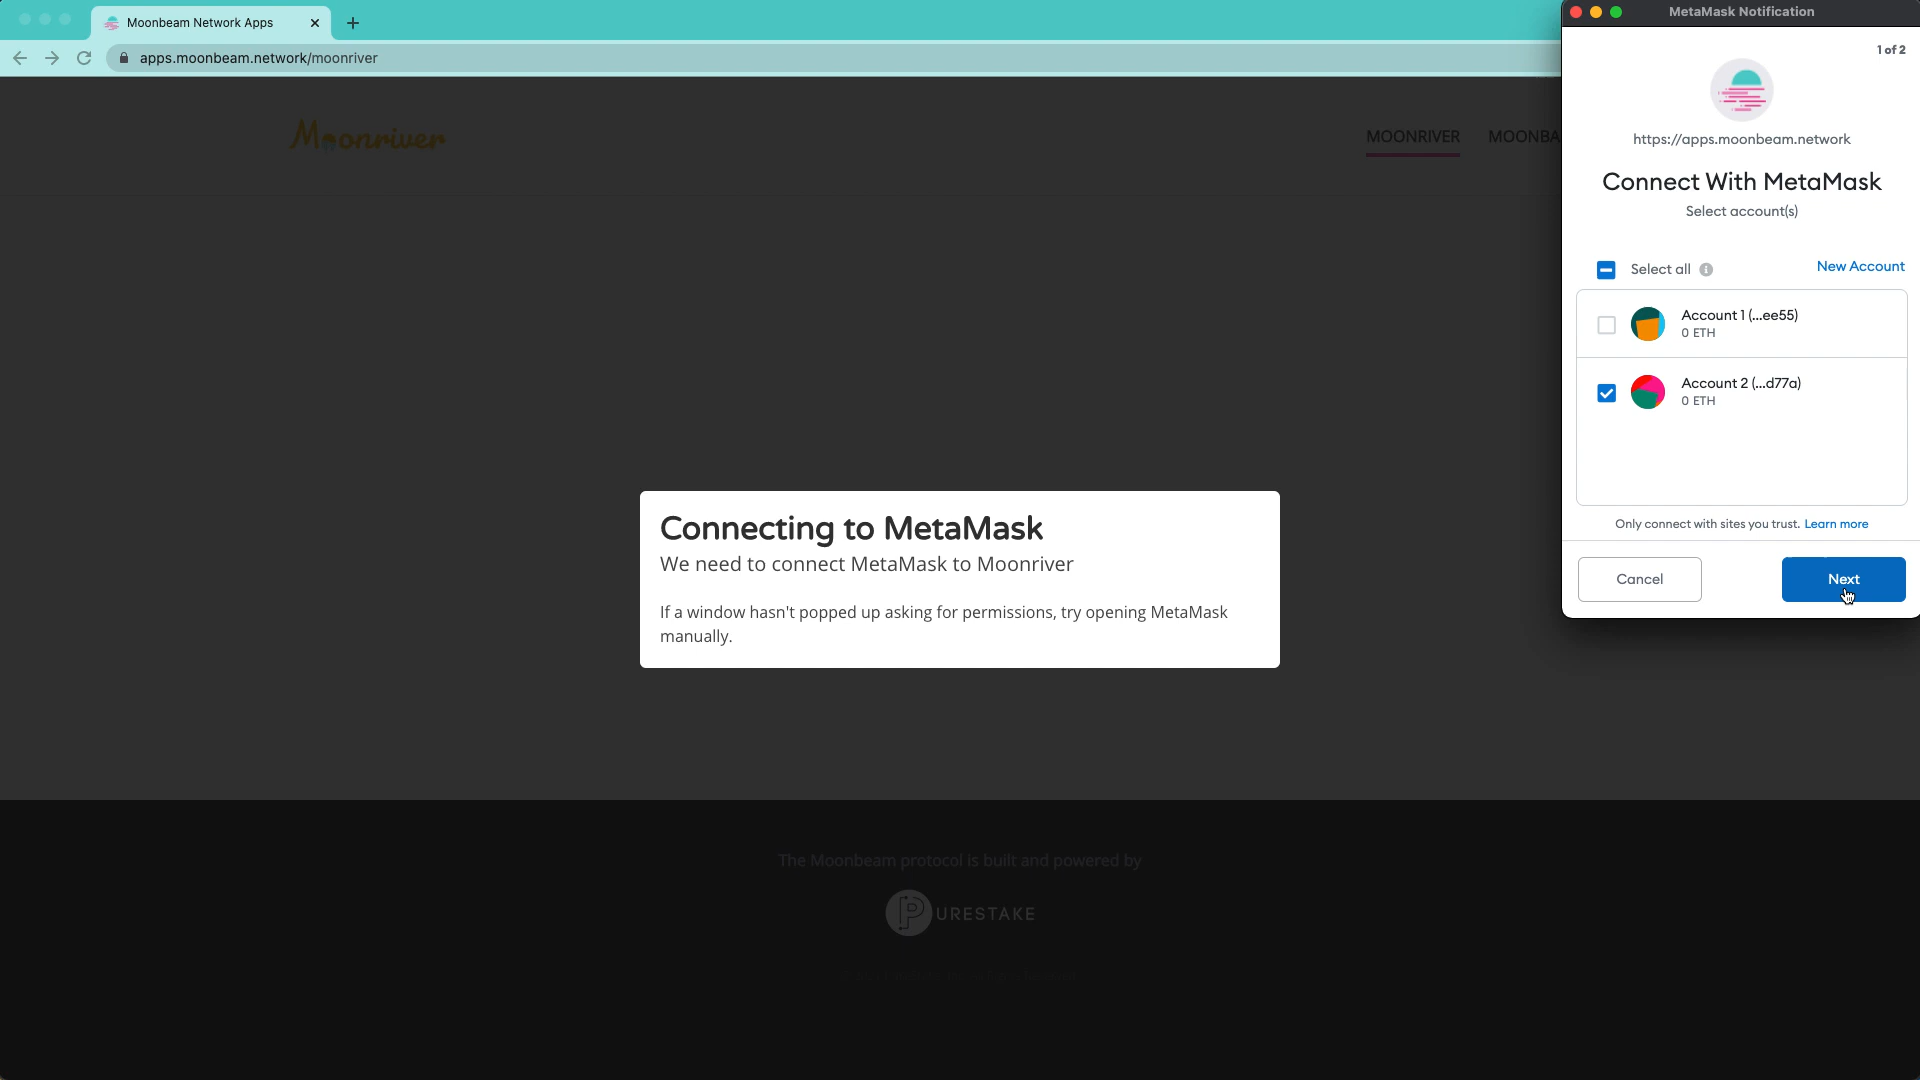 Moonbeam Network Apps
apps.moonbeam.network/moonriver
Moonriver
MOONRIVER MOONBA
Connecting to MetaMask
We need to connect MetaMask to Moonriver
If a window hasn't popped up asking for permissions, try opening MetaMask
manually.
The Moonbeam protocol is built and powered by
PURESTAKE
MetaMask Notification
1 of 2
https://apps.moonbeam.network
Connect With MetaMask
Select account(s)
Select all
New Account
Account 1 (...ee55)
0 ETH
Account 2 (...d77a)
0 ETH
Only connect with sites you trust. Learn more
Cancel
Next